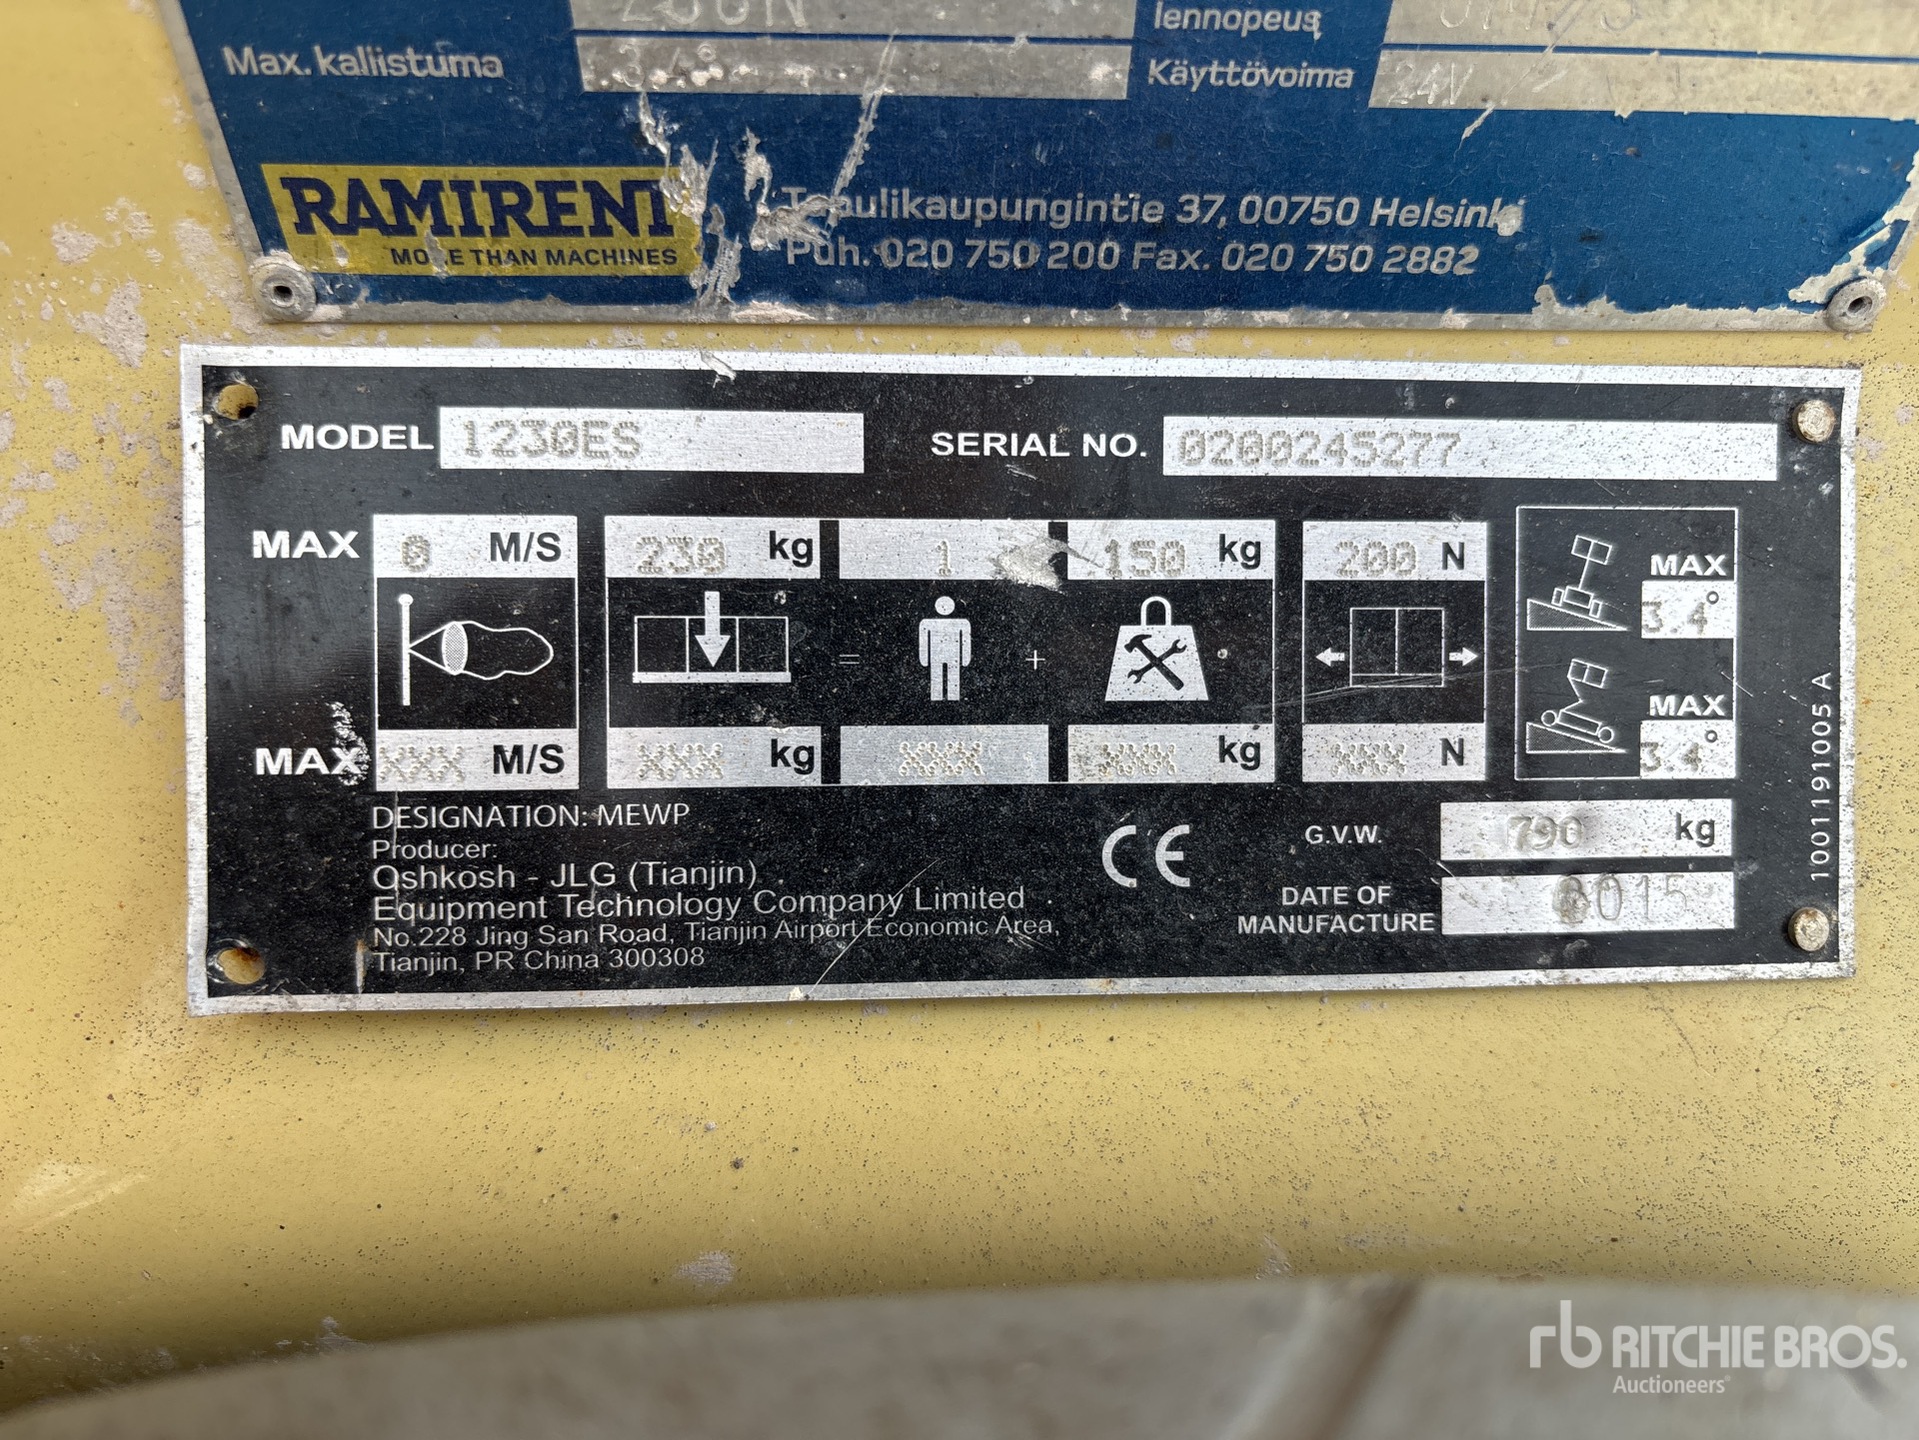 lennopeus
Max. kallistuma 3,4° Käyttövoima 24V
RAMIRENT
MORE THAN MACHINES
Tapulikaupungintie 37, 00750 Helsinki
Puh. 020 750 200 Fax. 020 750 2882
MODEL 1230ES SERIAL NO. 0200245277
MAX 0 M/S 230 kg 1 150 kg 200 N
MAX
3.4°
= +
MAX
3.4°
MAX XXX M/S XXX kg XXX XXX kg XXX N
DESIGNATION: MEWP
Producer:
Oshkosh - JLG (Tianjin)
Equipment Technology Company Limited
No.228 Jing San Road, Tianjin Airport Economic Area,
Tianjin, PR China 300308
CE
G.V.W. 790 kg
DATE OF
MANUFACTURE
1001191005 A
rb RITCHIE BROS.
Auctioneers